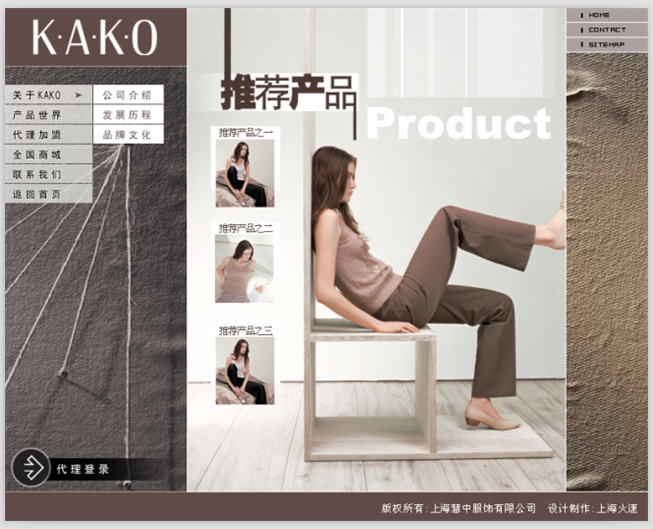 K·A·K·O
HOME
CONTACT
SITEMAP
关于KAKO
公司介绍
产品世界
发展历程
代理加盟
品牌文化
全国商城
联系我们
返回首页
推荐产品
Product
推荐产品之一
推荐产品之二
推荐产品之三
代理登录
版权所有:上海慧中服饰有限公司 设计制作:上海火速